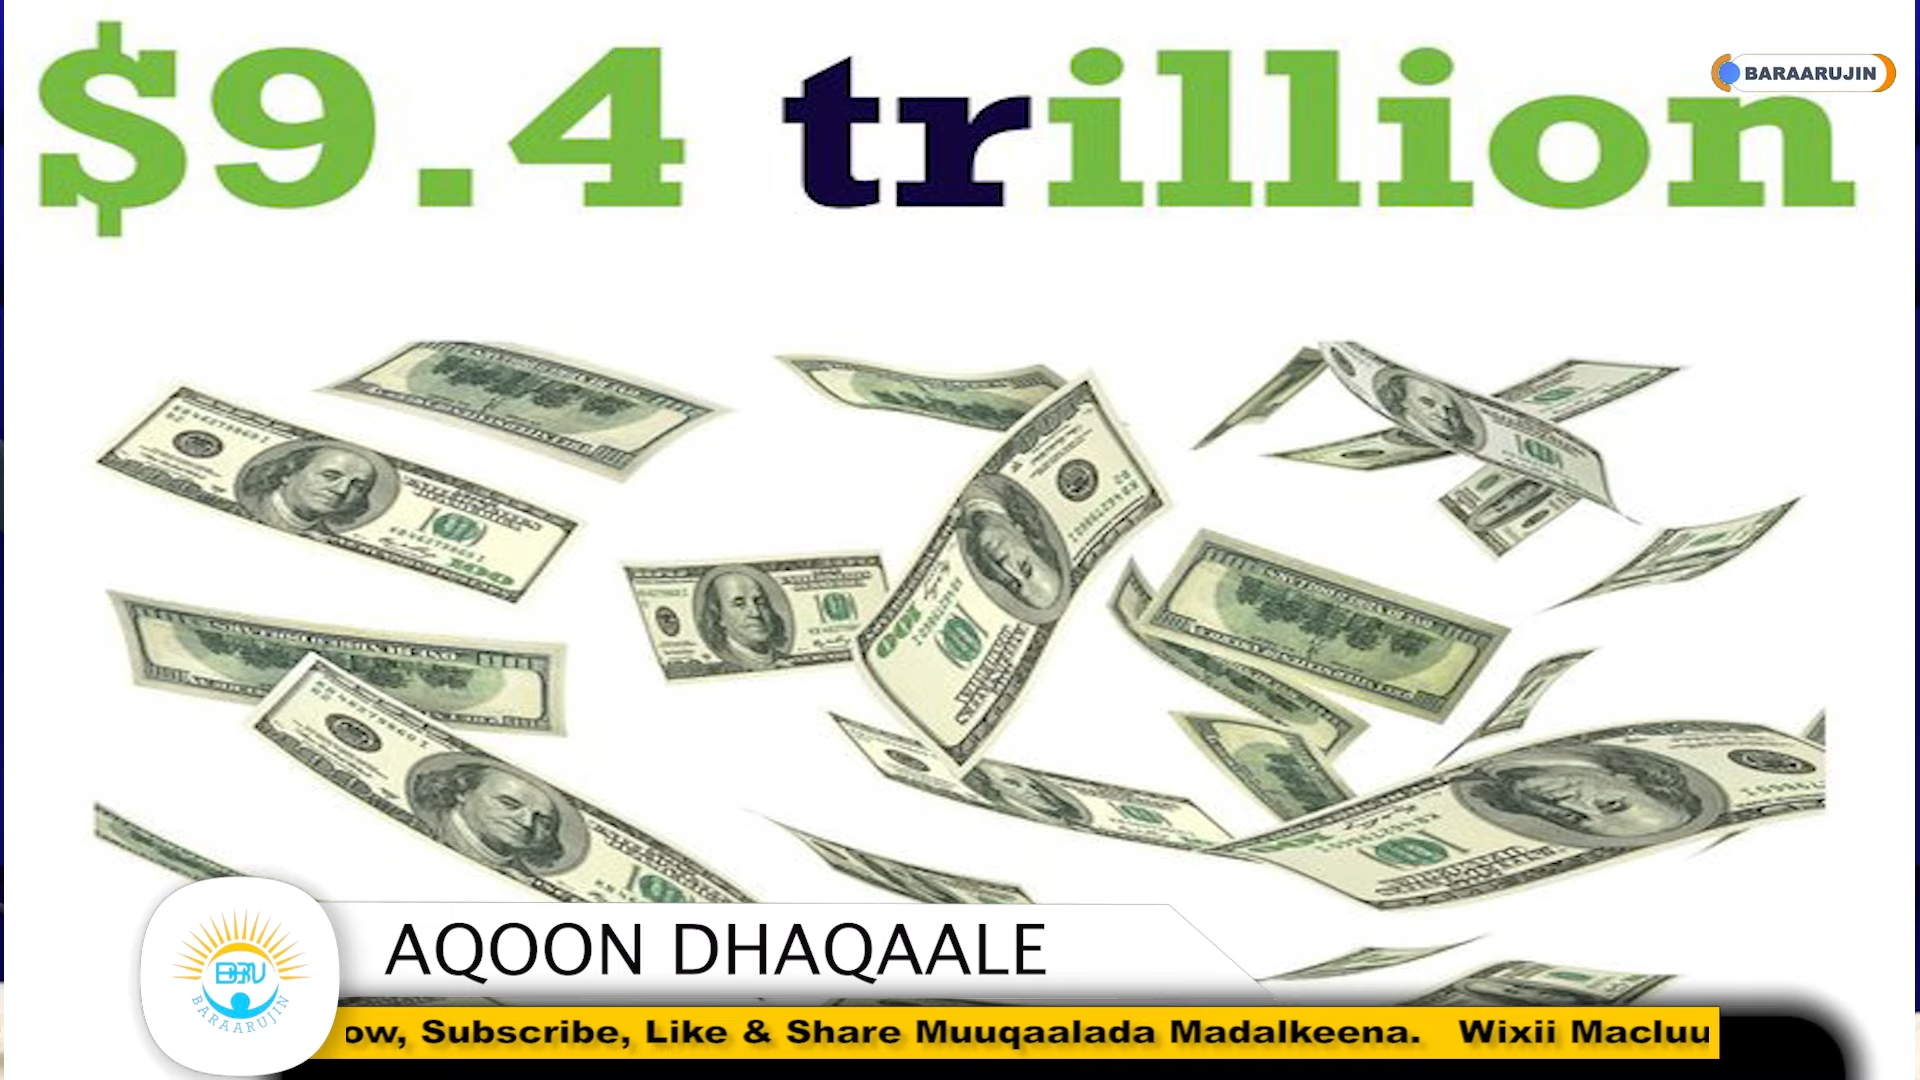 $9.4 trillion
BARAARUJIN
AQOON DHAQAALE
BARAARUJIN
ow, Subscribe, Like & Share Muuqaalada Madalkeena. Wixii Macluu